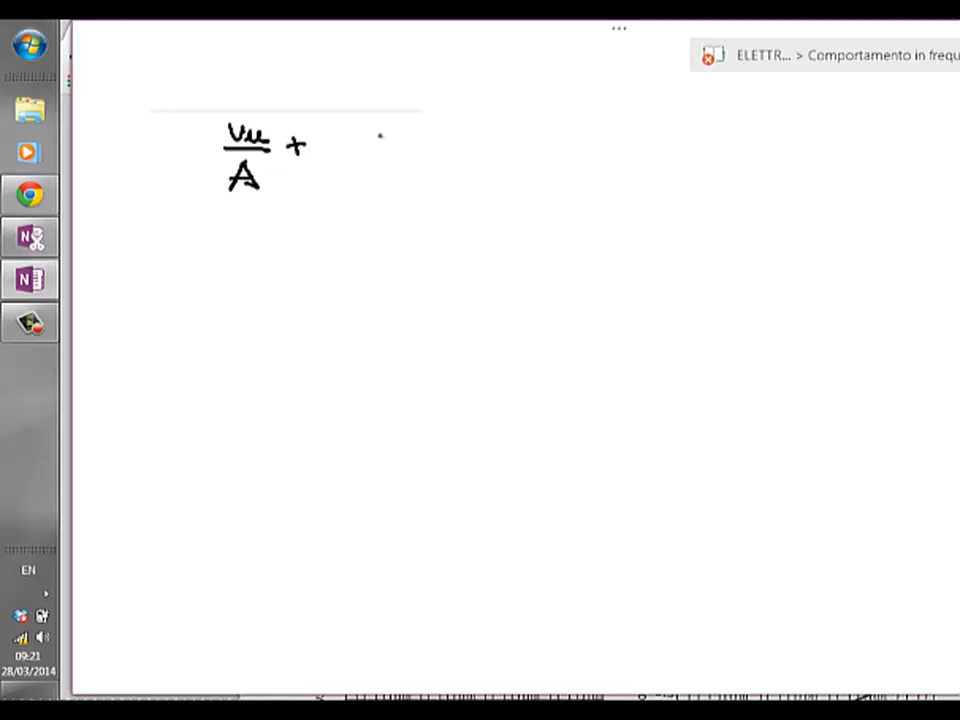 ELETTR... > Comportamento in frequ
Vu
A
+
EN
09:21
28/03/2014